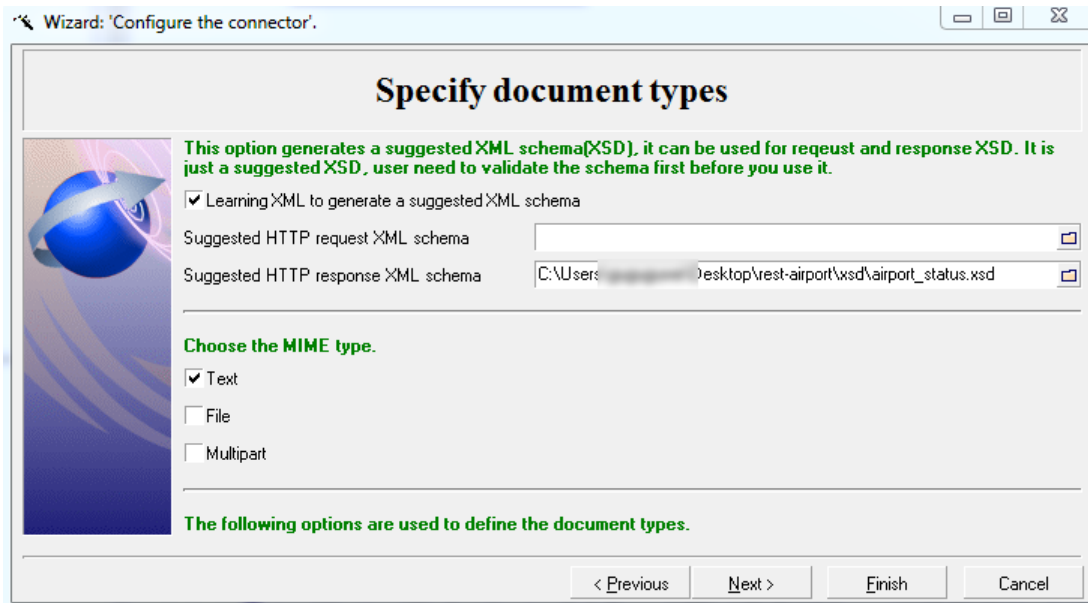 Wizard: 'Configure the connector'.
Specify document types
This option generates a suggested XML schema(XSD), it can be used for reqeust and response XSD. It is
just a suggested XSD, user need to validate the schema first before you use it.
Learning XML to generate a suggested XML schema
Suggested HTTP request XML schema
Suggested HTTP response XML schema C:\Users Desktop\rest-airport\xsd\airport_status.xsd
Choose the MIME type.
Text
File
Multipart
The following options are used to define the document types.
< Previous Next > Finish Cancel